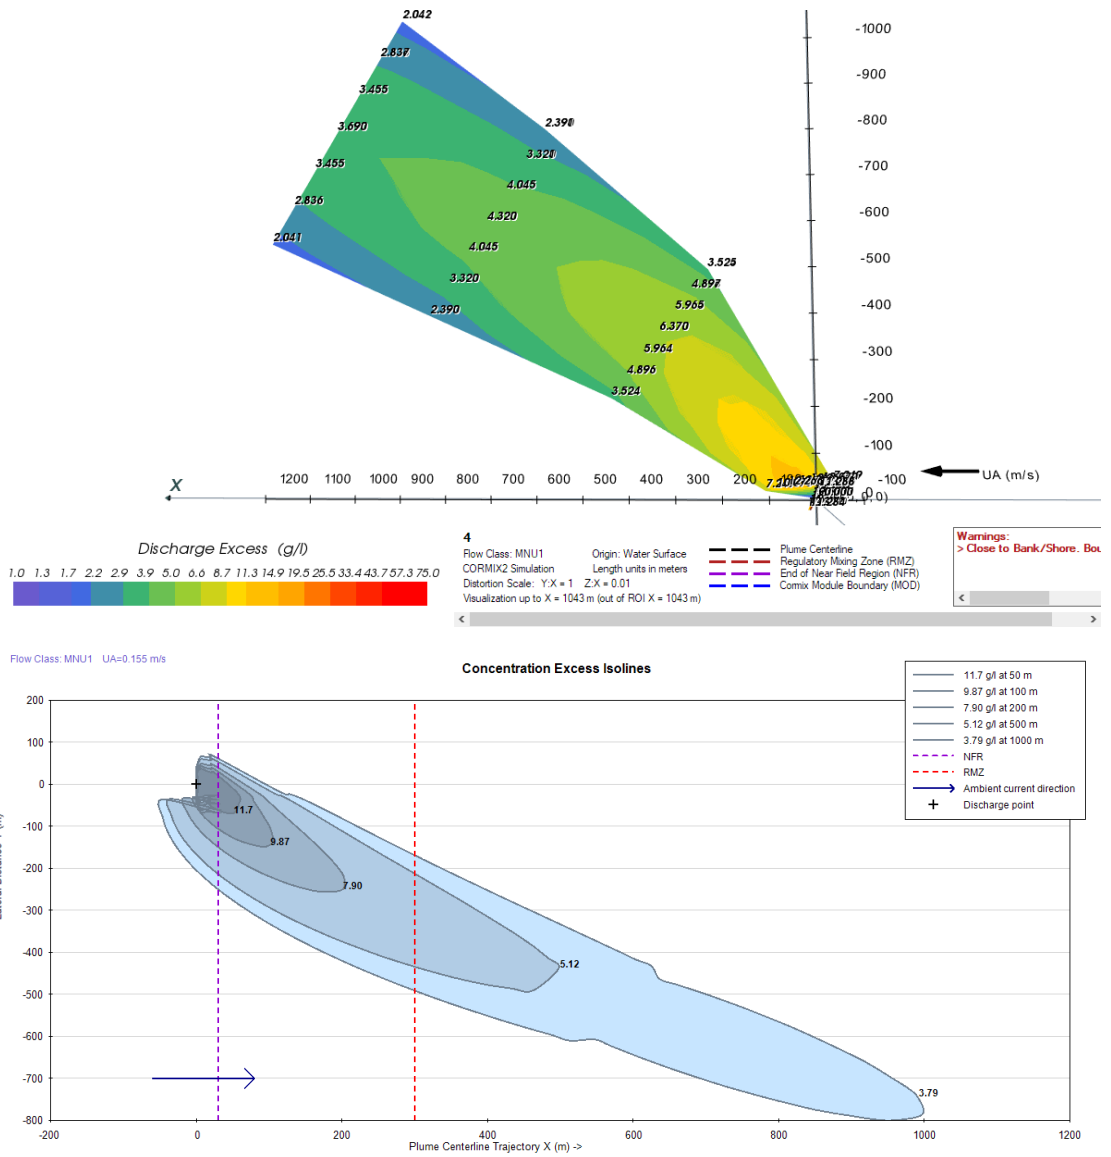 2.042
-1000
2.837
-900
3.455
2.390
-800
3.690
3.321
-700
3.455
4.045
2.836
4.320
-600
2.041
4.045
3.525
-500
3.320
4.897
2.390
5.965
-400
6.370
5.964
-300
4.896
3.524
-200
-100
X
1200 1100 1000 900 800 700 600 500 400 300 200 -100
UA (m/s)
Discharge Excess (g/l)
1.0 1.3 1.7 2.2 2.9 3.9 5.1 6.6 8.7 11.3 14.9 19.5 25.5 33.4 43.7 57.3 75.0
4
Flow Class: MNU1
CORMIX2 Simulation
Distortion Scale: Y:X = 1 Z:X = 0.01
Visualization up to X = 1043 m (out of ROI X = 1043 m)
Origin: Water Surface
Length units in meters
Plume Centerline
Regulatory Mixing Zone (RMZ)
End of Near Field Region (NFR)
Cormix Module Boundary (MOD)
Warnings:
> Close to Bank/Shore. Bou
Flow Class: MNU1 UA=0.155 m/s
Concentration Excess Isolines
11.7 g/l at 50 m
9.87 g/l at 100 m
7.90 g/l at 200 m
5.12 g/l at 500 m
3.79 g/l at 1000 m
NFR
RMZ
Ambient current direction
Discharge point
200
100
0
-100
-200
-300
-400
-500
-600
-700
-800
11.7
9.87
7.90
5.12
3.79
-200 0 200 400 600 800 1000 1200
Plume Centerline Trajectory X (m) ->